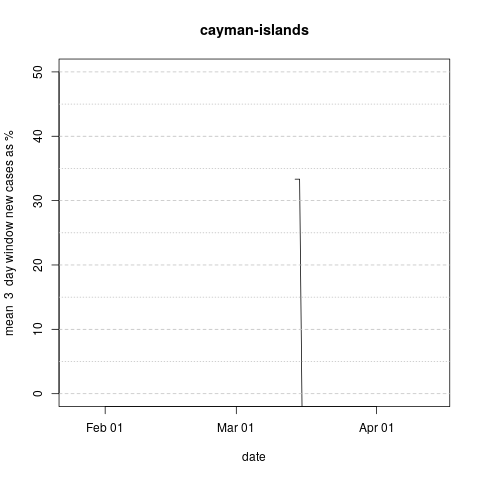 cayman-islands
mean  3  day window new cases as %
50
40
30
20
10
0
Feb 01
Mar 01
Apr 01
date